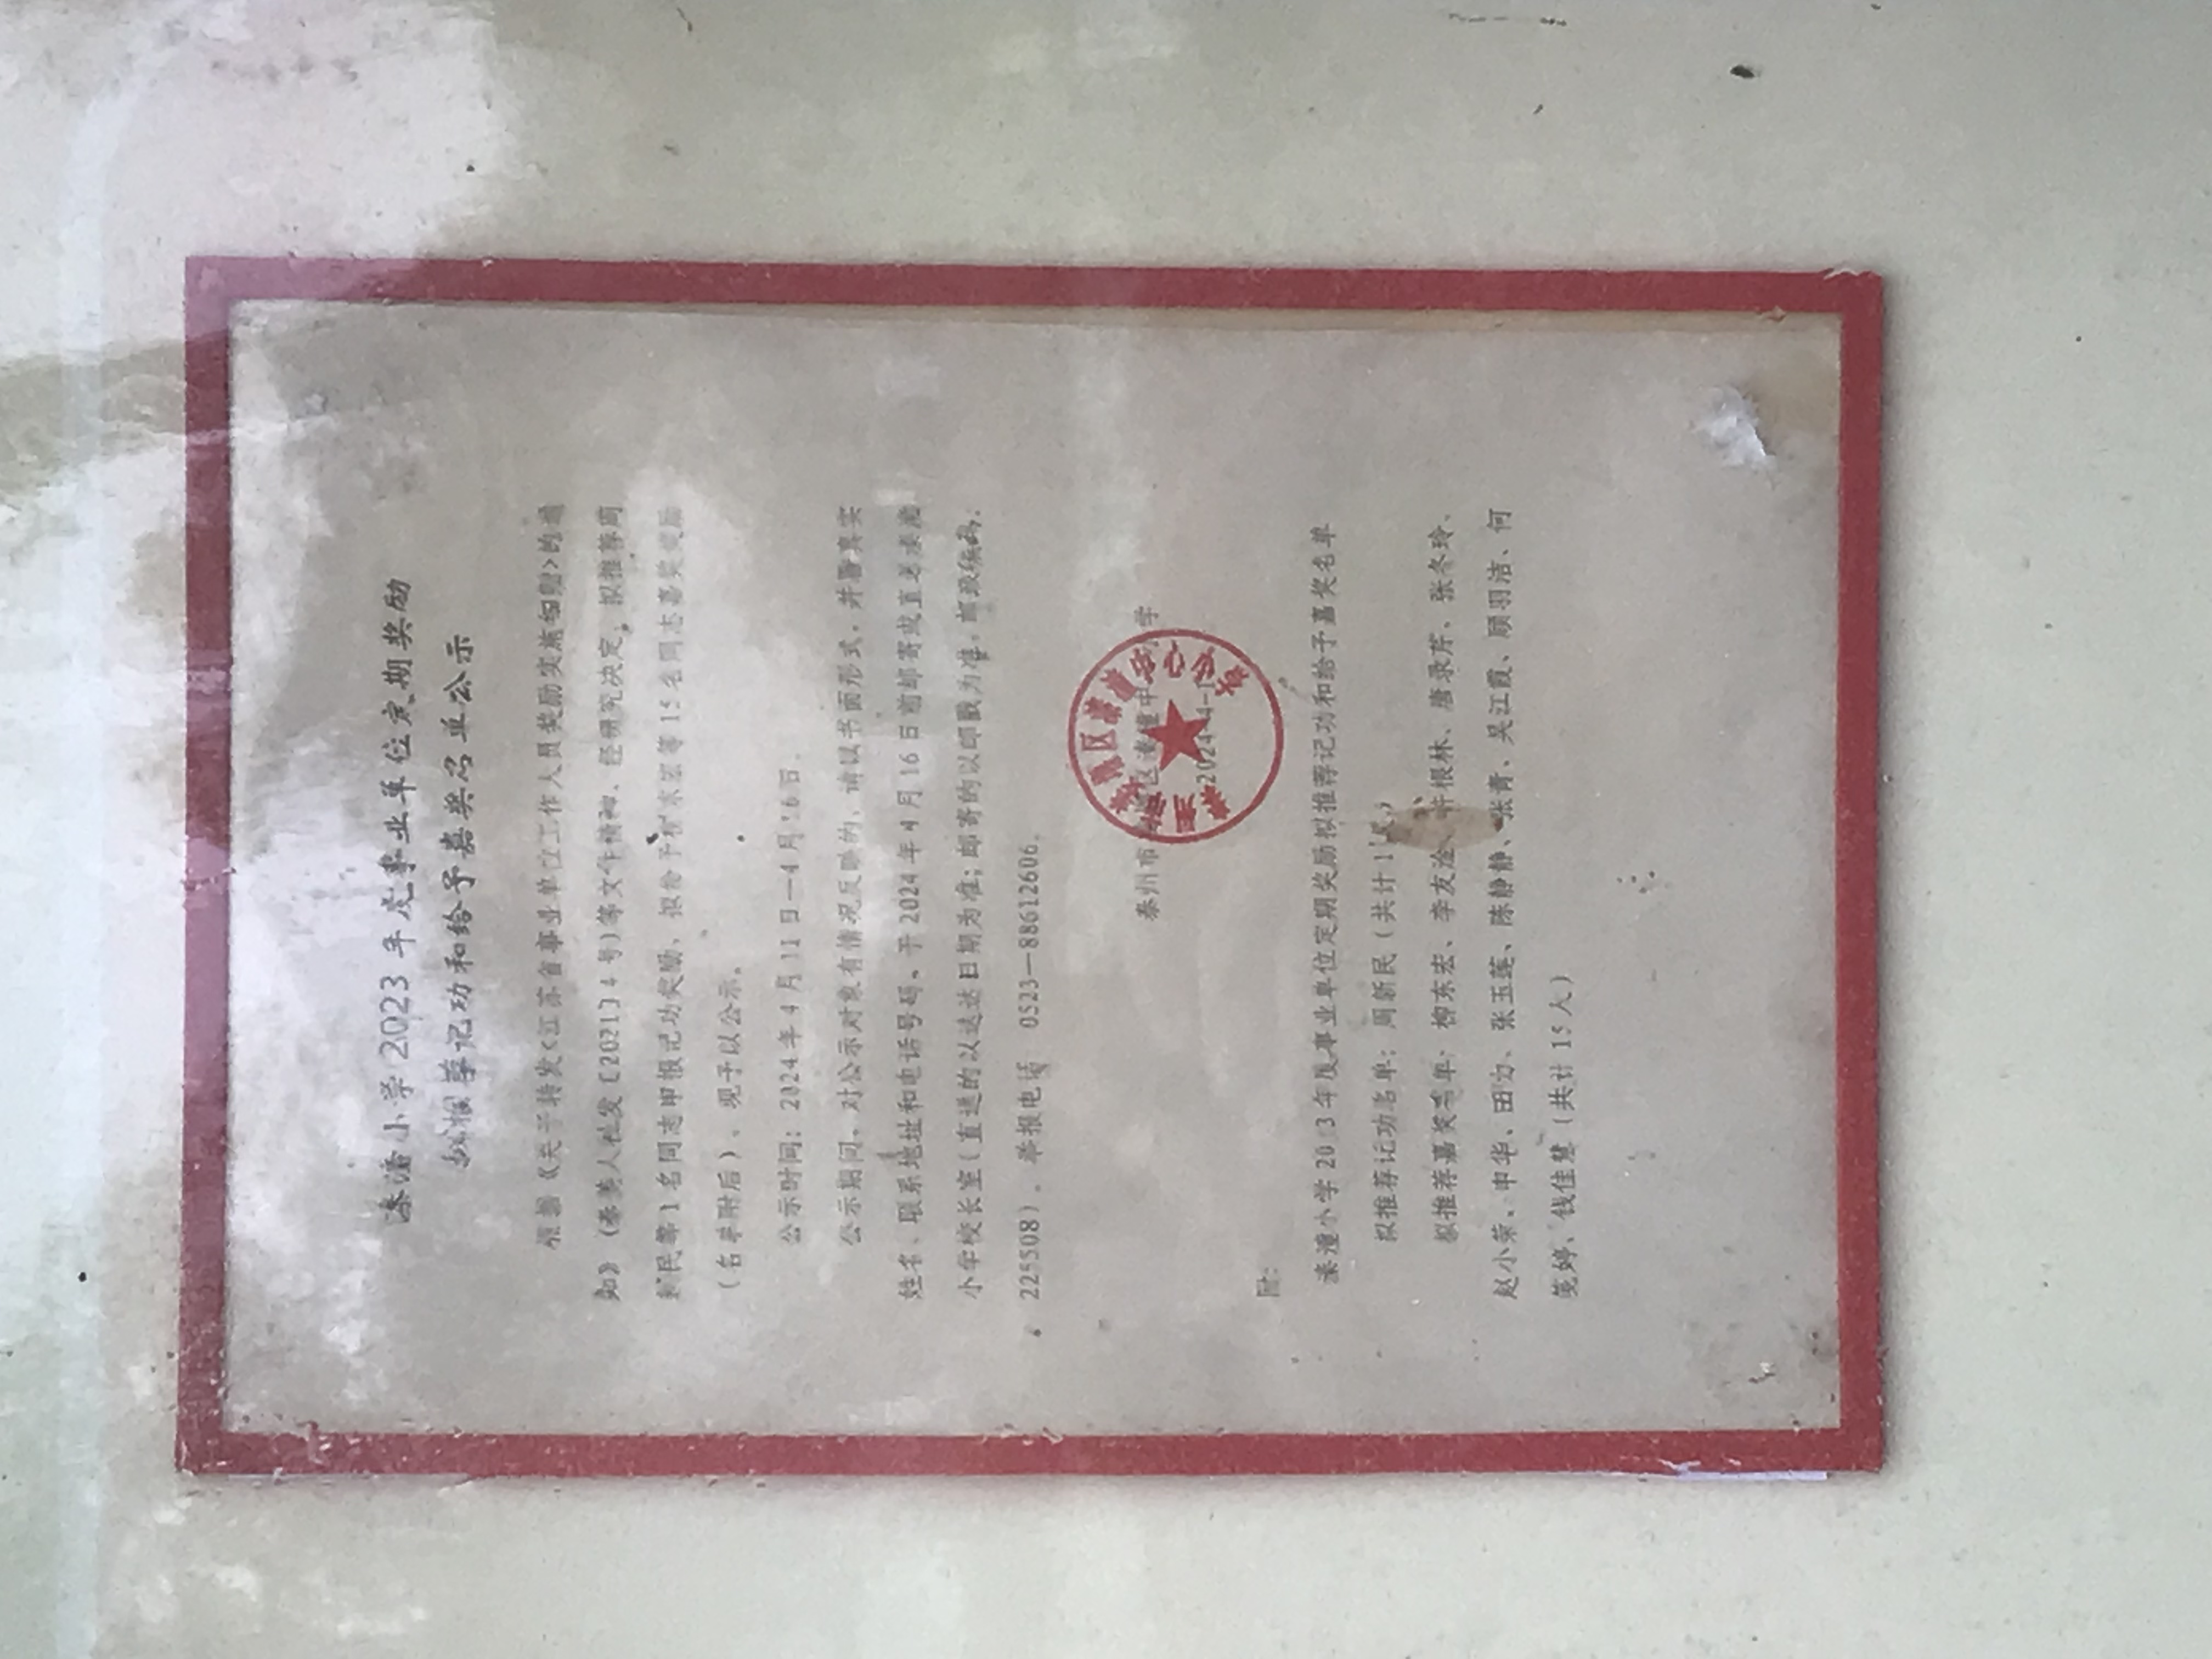 溱潼小学2023年度事业单位定期奖励
拟推荐记功和给予嘉奖名单公示
根据《关于转发<江苏省事业单位工作人员奖励实施细则>的通
知》(泰姜人社发〔2021〕4号)等文件精神、经研究决定,拟推荐周
新民等1名同志申报记功奖励、拟给予柳东宏等15名同志嘉奖奖励
(名单附后)、现予以公示。
公示时间:2024年4月11日—4月16日。
公示期间、对公示对象有情况反映的、请以书面形式,并署真实
姓名、联系地址和电话号码、于2024年4月16日前邮寄或直送溱潼
小学校长室(直送的以送达日期为准;邮寄的以邮戳为准,邮政编码:
225508)。举报电话 0523—88612606。
泰州市 区溱潼中 小学
2024-4-1
附:
溱潼小学2023年度事业单位定期奖励拟推荐记功和给予嘉奖名单
拟推荐记功名单:周新民(共计1人)
拟推荐嘉奖名单:柳东宏、李友淦、许根林、唐录芹、张冬玲、
赵小荣、申华、田力、张玉莲、陈静静、张青、吴江霞、顾羽洁、何
婷、钱佳慧(共计15人)